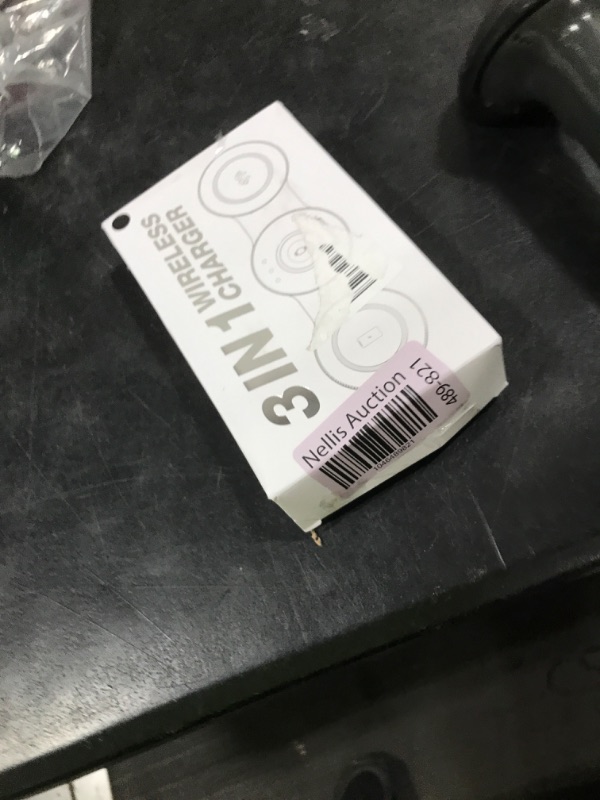 3 IN 1
WIRELESS
CHARGER
Nellis Auction
489-821